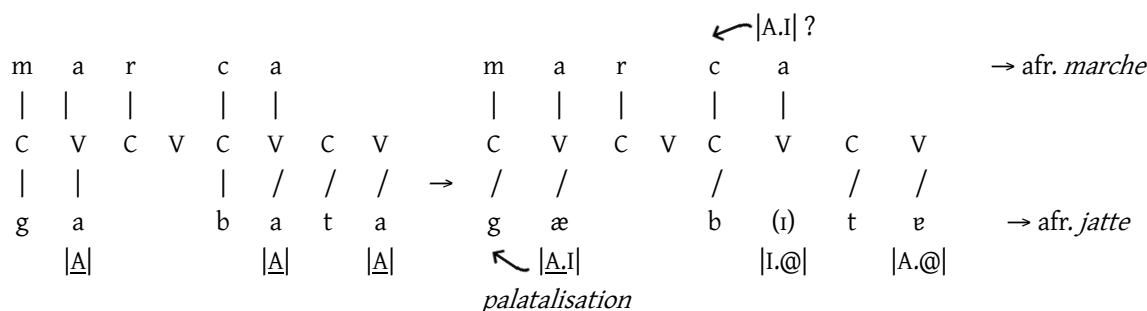 |A.I| ?
m a r c a m a r c a → afr. marche
| | | | | | | | | |
C V C V C V C V C V C V C V C V
| | | / / / → / / / / /
g a b a t a g æ b (ɪ) t ɐ → afr. jatte
|A| |A| |A| |A.I| |I.@| |A.@|
palatalisation